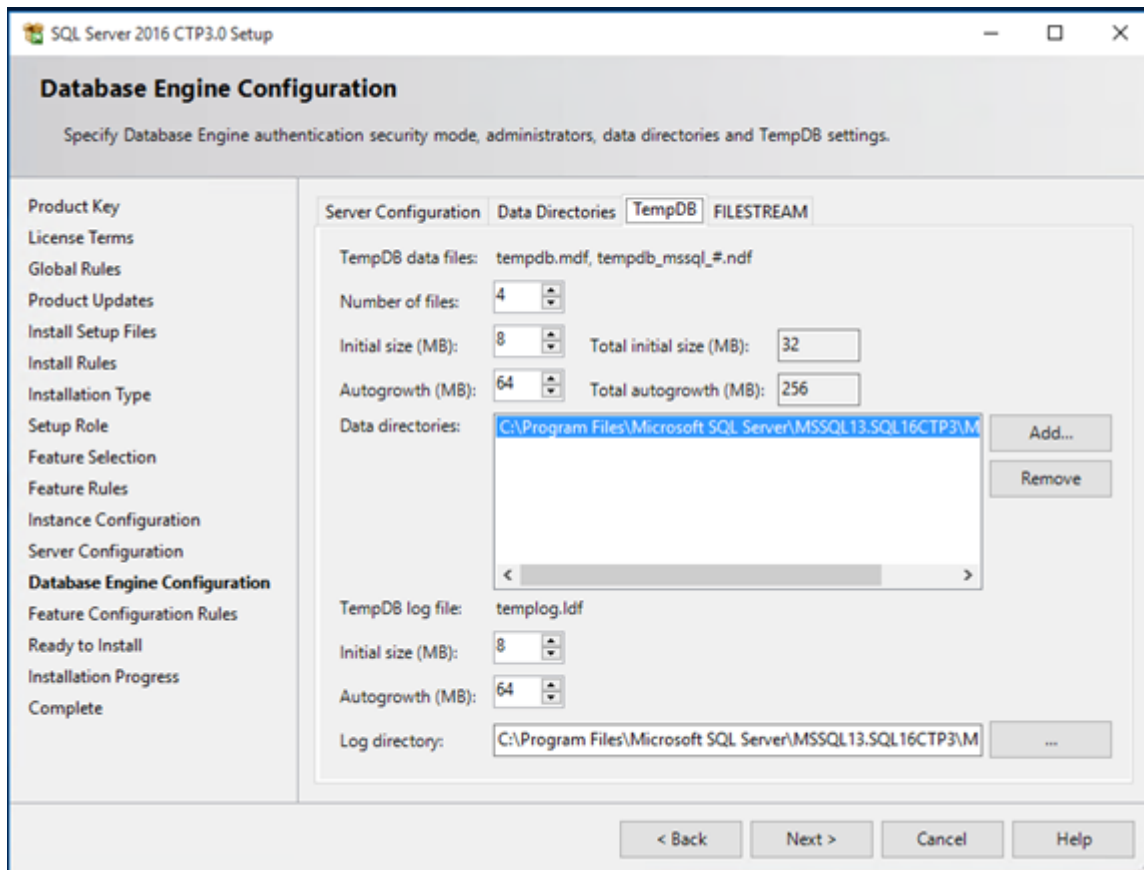 SQL Server 2016 CTP3.0 Setup
Database Engine Configuration
Specify Database Engine authentication security mode, administrators, data directories and TempDB settings.
Product Key
License Terms
Global Rules
Product Updates
Install Setup Files
Install Rules
Installation Type
Setup Role
Feature Selection
Feature Rules
Instance Configuration
Server Configuration
Database Engine Configuration
Feature Configuration Rules
Ready to Install
Installation Progress
Complete
Server Configuration Data Directories TempDB FILESTREAM
TempDB data files: tempdb.mdf, tempdb_mssql_#.ndf
Number of files: 4
Initial size (MB): 8 Total initial size (MB): 32
Autogrowth (MB): 64 Total autogrowth (MB): 256
Data directories: C:\Program Files\Microsoft SQL Server\MSSQL13.SQL16CTP3\M Add...
Remove
TempDB log file: templog.ldf
Initial size (MB): 8
Autogrowth (MB): 64
Log directory: C:\Program Files\Microsoft SQL Server\MSSQL13.SQL16CTP3\M ...
< Back Next > Cancel Help